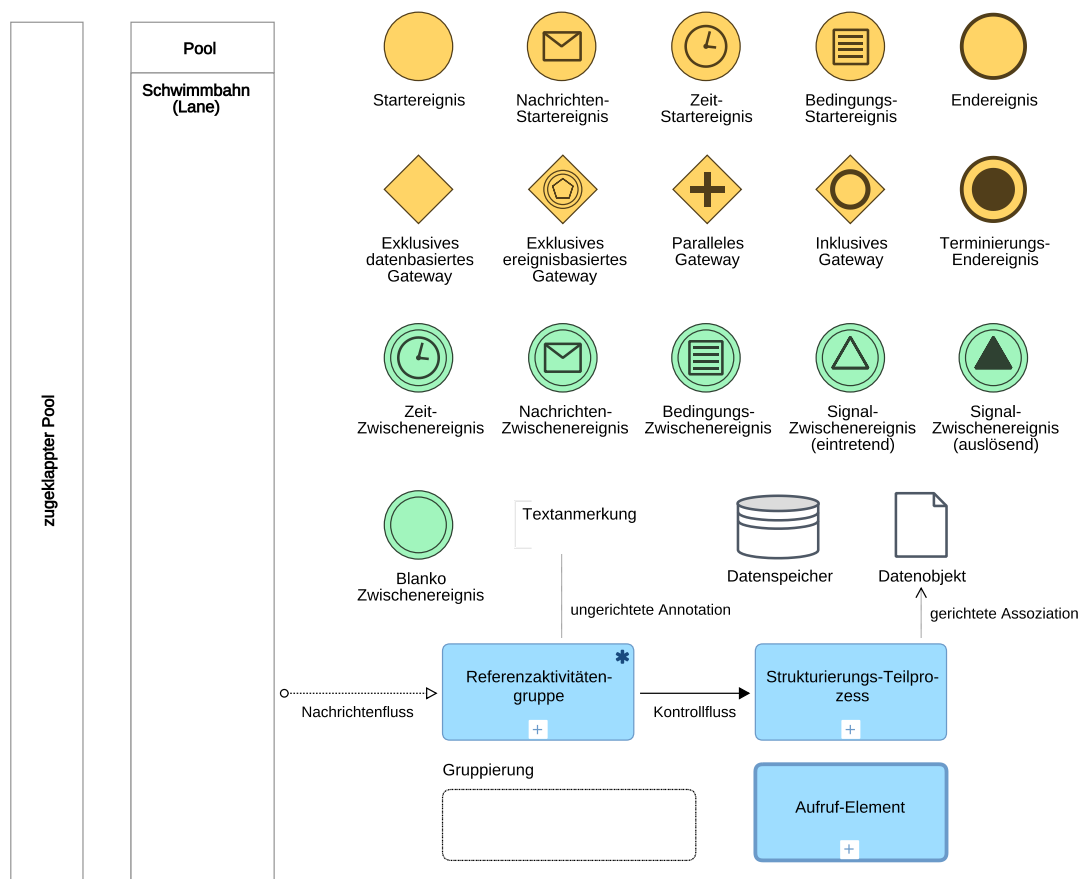 Pool
Schwimmbahn
(Lane)
zugeklappter Pool
Startereignis
Nachrichten-
Startereignis
Zeit-
Startereignis
Bedingungs-
Startereignis
Endereignis
Exklusives
datenbasiertes
Gateway
Exklusives
ereignisbasiertes
Gateway
Paralleles
Gateway
Inklusives
Gateway
Terminierungs-
Endereignis
Zeit-
Zwischenereignis
Nachrichten-
Zwischenereignis
Bedingungs-
Zwischenereignis
Signal-
Zwischenereignis
(eintretend)
Signal-
Zwischenereignis
(auslösend)
Blanko
Zwischenereignis
Textanmerkung
Datenspeicher
Datenobjekt
ungerichtete Annotation
gerichtete Assoziation
Nachrichtenfluss
Referenzaktivitäten-
gruppe
Kontrollfluss
Strukturierungs-Teilpro-
zess
Gruppierung
Aufruf-Element